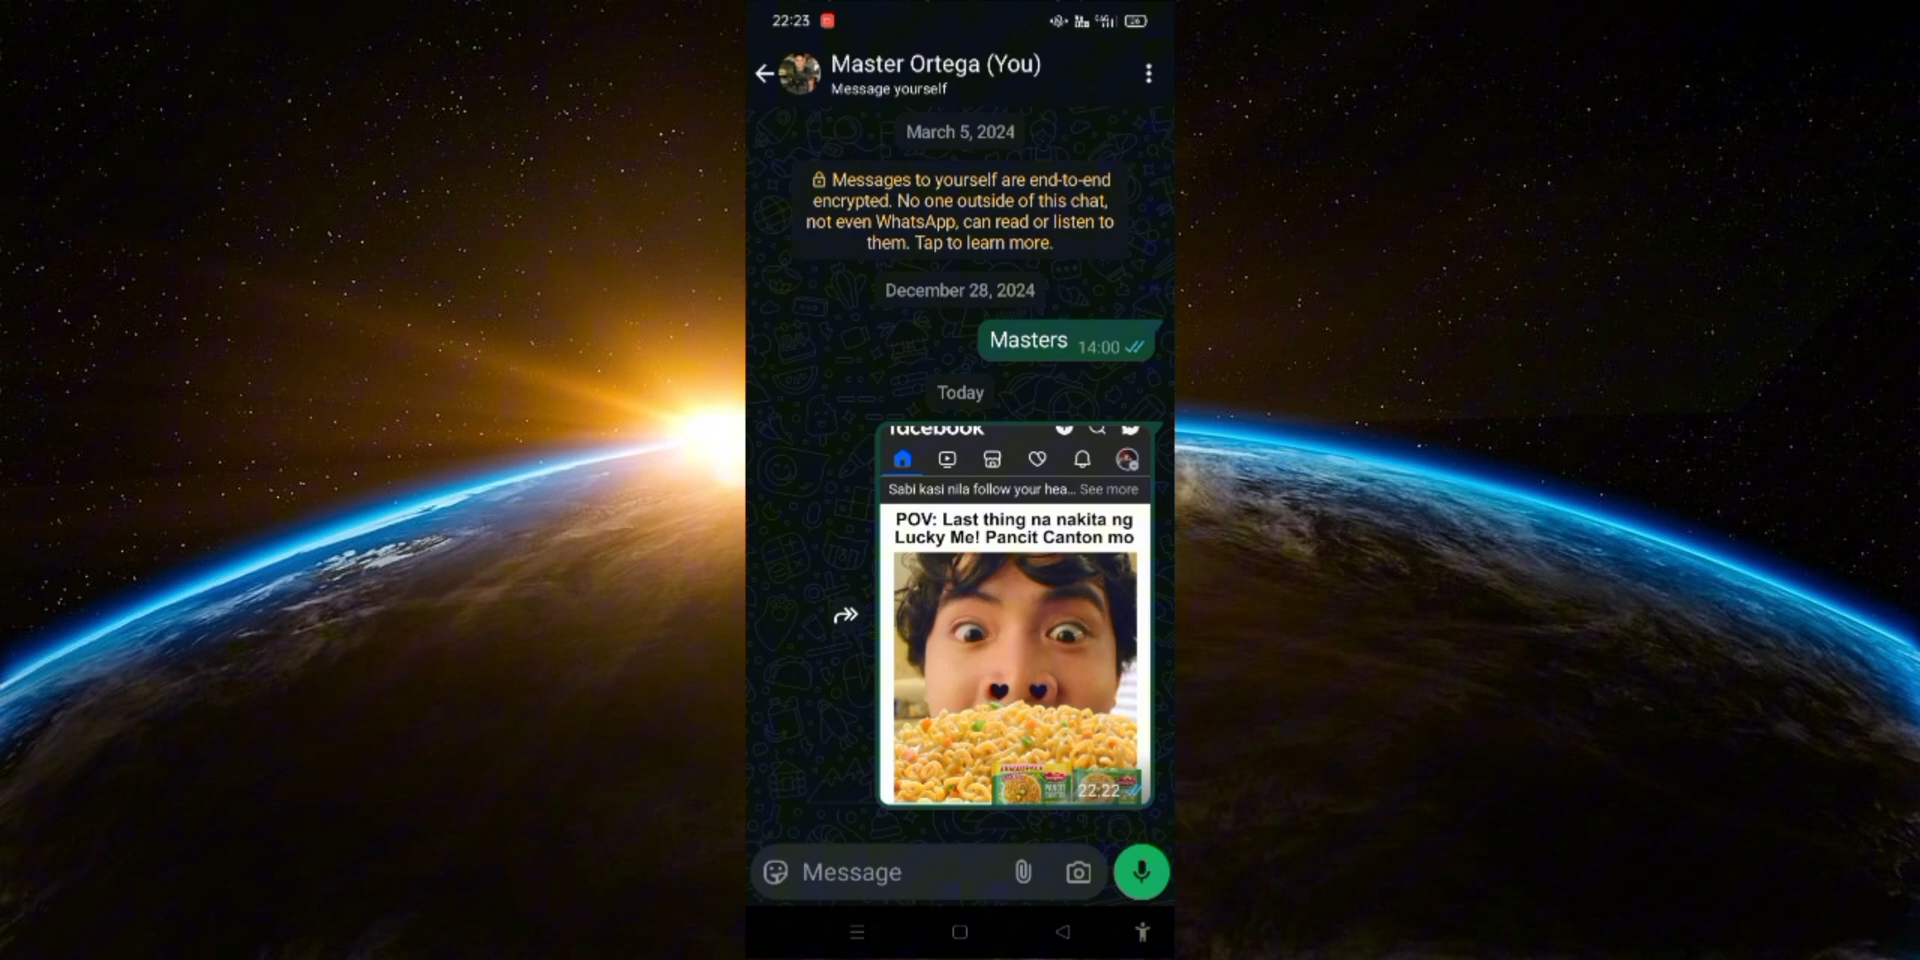 22:23
Master Ortega (You)
Message yourself
March 5, 2024
Messages to yourself are end-to-end
encrypted. No one outside of this chat,
not even WhatsApp, can read or listen to
them. Tap to learn more.
December 28, 2024
Masters 14:00
Today
facebook
Sabi kasi nila follow your hea... See more
POV: Last thing na nakita ng
Lucky Me! Pancit Canton mo
22:22
Message